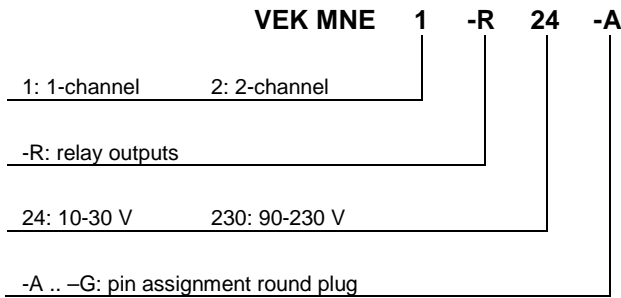 VEK MNE 1 -R 24 -A
1: 1-channel 2: 2-channel
-R: relay outputs
24: 10-30 V 230: 90-230 V
-A .. –G: pin assignment round plug